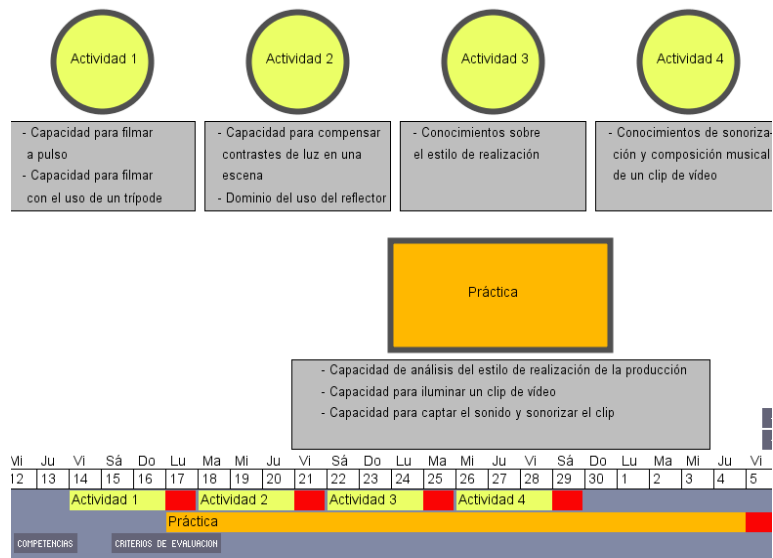 Actividad 1
Actividad 2
Actividad 3
Actividad 4
- Capacidad para filmar
a pulso
- Capacidad para filmar
con el uso de un trípode
- Capacidad para compensar
contrastes de luz en una
escena
- Dominio del uso del reflector
- Conocimientos sobre
el estilo de realización
- Conocimientos de sonoriza-
ción y composición musical
de un clip de vídeo
Práctica
- Capacidad de análisis del estilo de realización de la producción
- Capacidad para iluminar un clip de vídeo
- Capacidad para captar el sonido y sonorizar el clip
Mi Ju Vi Sá Do Lu Ma Mi Ju Vi Sá Do Lu Ma Mi Ju Vi Sá Do Lu Ma Mi Ju Vi
12 13 14 15 16 17 18 19 20 21 22 23 24 25 26 27 28 29 30 1 2 3 4 5
Actividad 1 Actividad 2 Actividad 3 Actividad 4
Práctica
COMPETENCIAS CRITERIOS DE EVALUACION